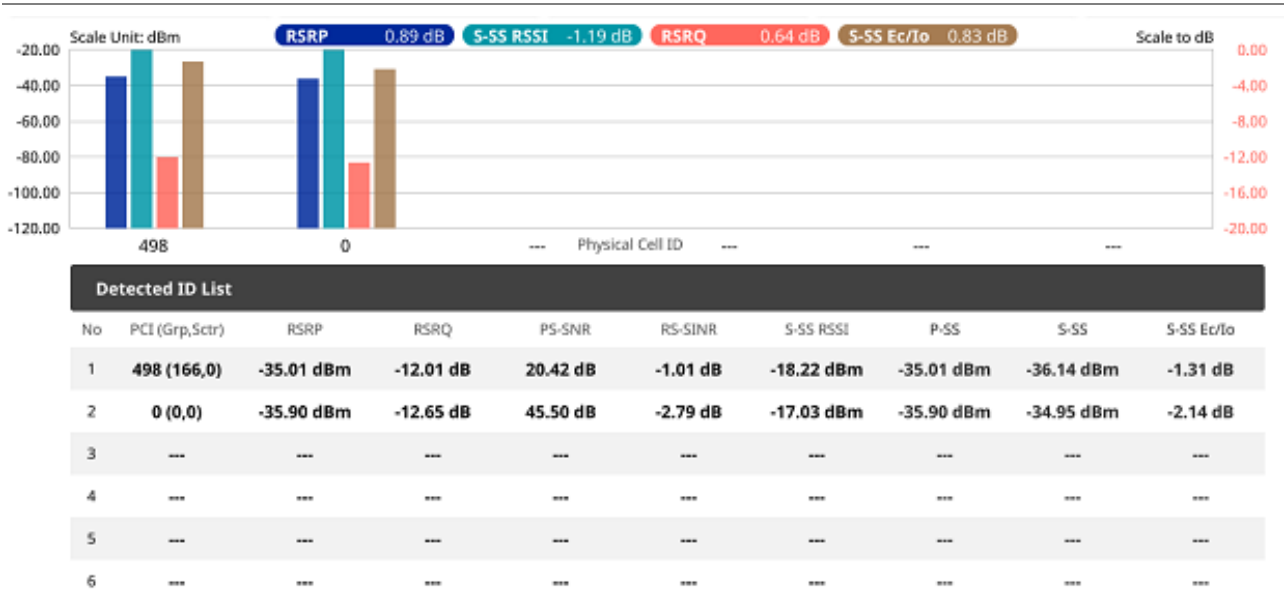 Scale Unit: dBm RSRP 0.89 dB S-SS RSSI -1.19 dB RSRQ 0.64 dB S-SS Ec/Io 0.83 dB Scale to dB
-20.00 0.00
-40.00 -4.00
-60.00 -8.00
-80.00 -12.00
-100.00 -16.00
-120.00 -20.00
498 0 --- Physical Cell ID --- --- ---
Detected ID List
No PCI (Grp,Sctr) RSRP RSRQ PS-SNR RS-SINR S-SS RSSI P-SS S-SS S-SS Ec/Io
1 498 (166,0) -35.01 dBm -12.01 dB 20.42 dB -1.01 dB -18.22 dBm -35.01 dBm -36.14 dBm -1.31 dB
2 0 (0,0) -35.90 dBm -12.65 dB 45.50 dB -2.79 dB -17.03 dBm -35.90 dBm -34.95 dBm -2.14 dB
3 --- --- --- --- --- --- --- --- ---
4 --- --- --- --- --- --- --- --- ---
5 --- --- --- --- --- --- --- --- ---
6 --- --- --- --- --- --- --- --- ---